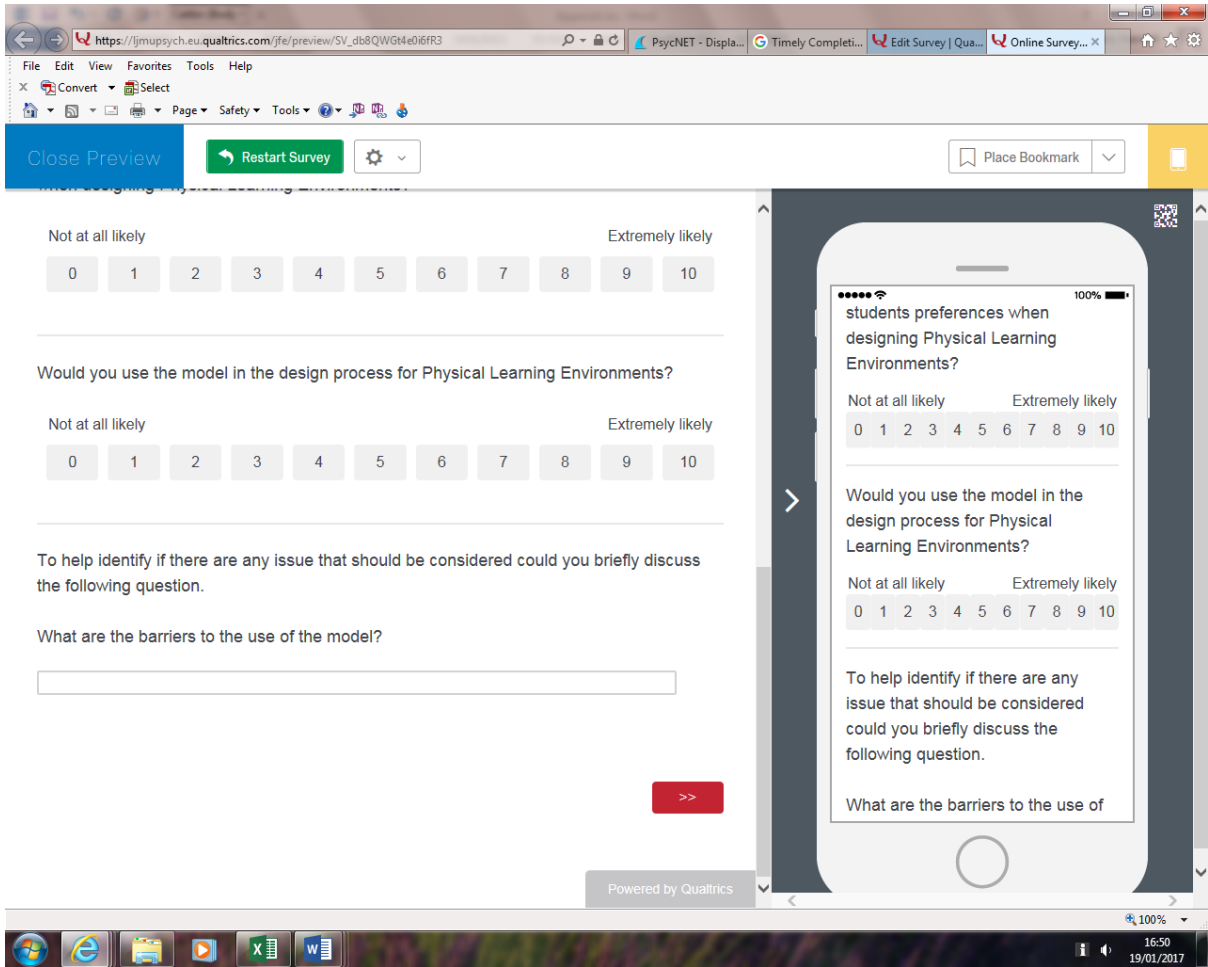 https://ljmupsych.eu.qualtrics.com/jfe/preview/SV_db8QWGt4e0i6fR3
PsycNET - Displa...
Timely Completi...
Edit Survey | Qua...
Online Survey...
File Edit View Favorites Tools Help
Convert Select
Page Safety Tools
Close Preview
Restart Survey
Place Bookmark
when designing Physical Learning Environments?
Not at all likely Extremely likely
0 1 2 3 4 5 6 7 8 9 10
Would you use the model in the design process for Physical Learning Environments?
Not at all likely Extremely likely
0 1 2 3 4 5 6 7 8 9 10
To help identify if there are any issue that should be considered could you briefly discuss
the following question.
What are the barriers to the use of the model?
>>
Powered by Qualtrics
100%
students preferences when
designing Physical Learning
Environments?
Not at all likely Extremely likely
0 1 2 3 4 5 6 7 8 9 10
Would you use the model in the
design process for Physical
Learning Environments?
Not at all likely Extremely likely
0 1 2 3 4 5 6 7 8 9 10
To help identify if there are any
issue that should be considered
could you briefly discuss the
following question.
What are the barriers to the use of
100%
16:50
19/01/2017